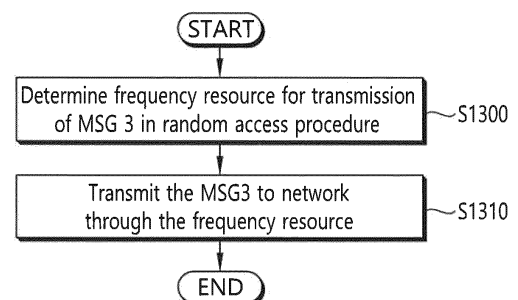 START
Determine frequency resource for transmission
of MSG 3 in random access procedure
S1300
Transmit the MSG3 to network
through the frequency resource
S1310
END